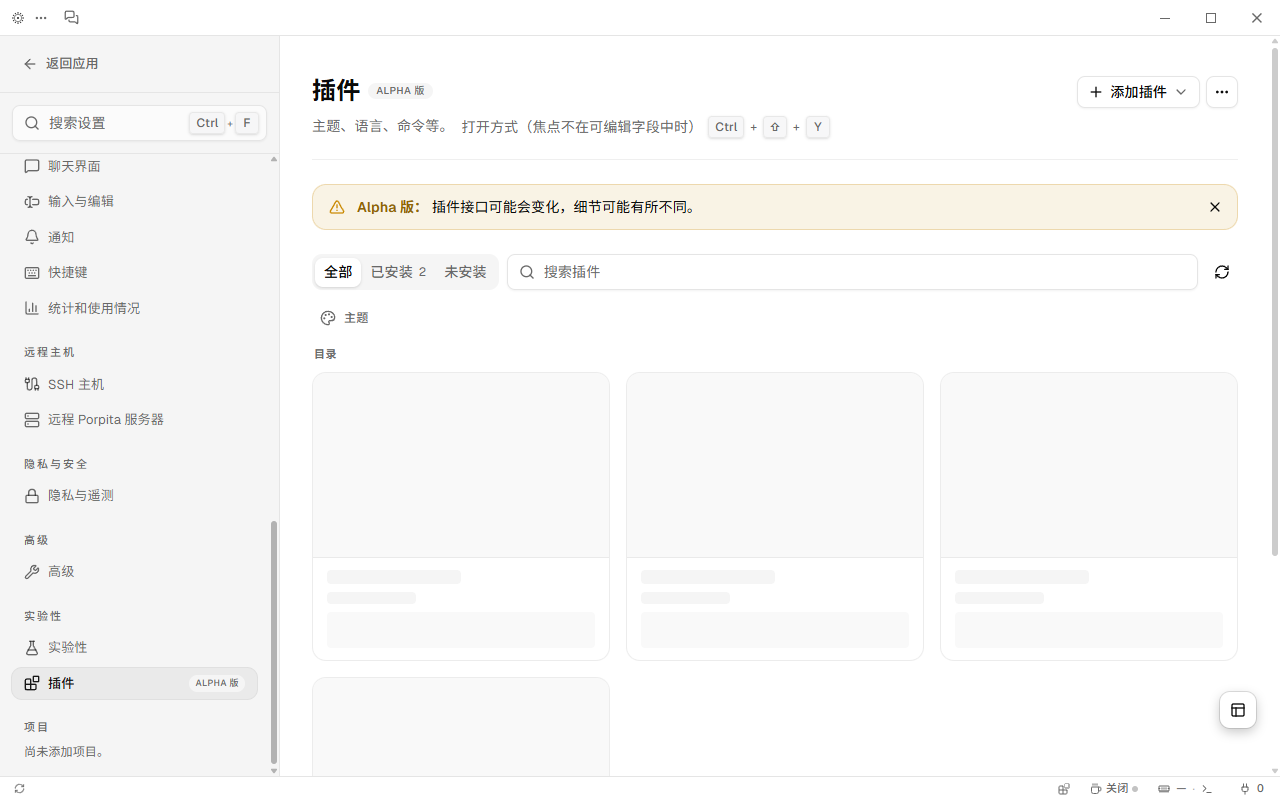 返回应用
搜索设置 Ctrl + F
聊天界面
输入与编辑
通知
快捷键
统计和使用情况
远程主机
SSH 主机
远程 Porpita 服务器
隐私与安全
隐私与遥测
高级
高级
实验性
实验性
插件 ALPHA 版
项目
尚未添加项目。
插件 ALPHA 版
添加插件
主题、语言、命令等。 打开方式（焦点不在可编辑字段中时） Ctrl + ⇧ + Y
Alpha 版： 插件接口可能会变化，细节可能有所不同。
全部 已安装 2 未安装 搜索插件
主题
目录
关闭 — · 0